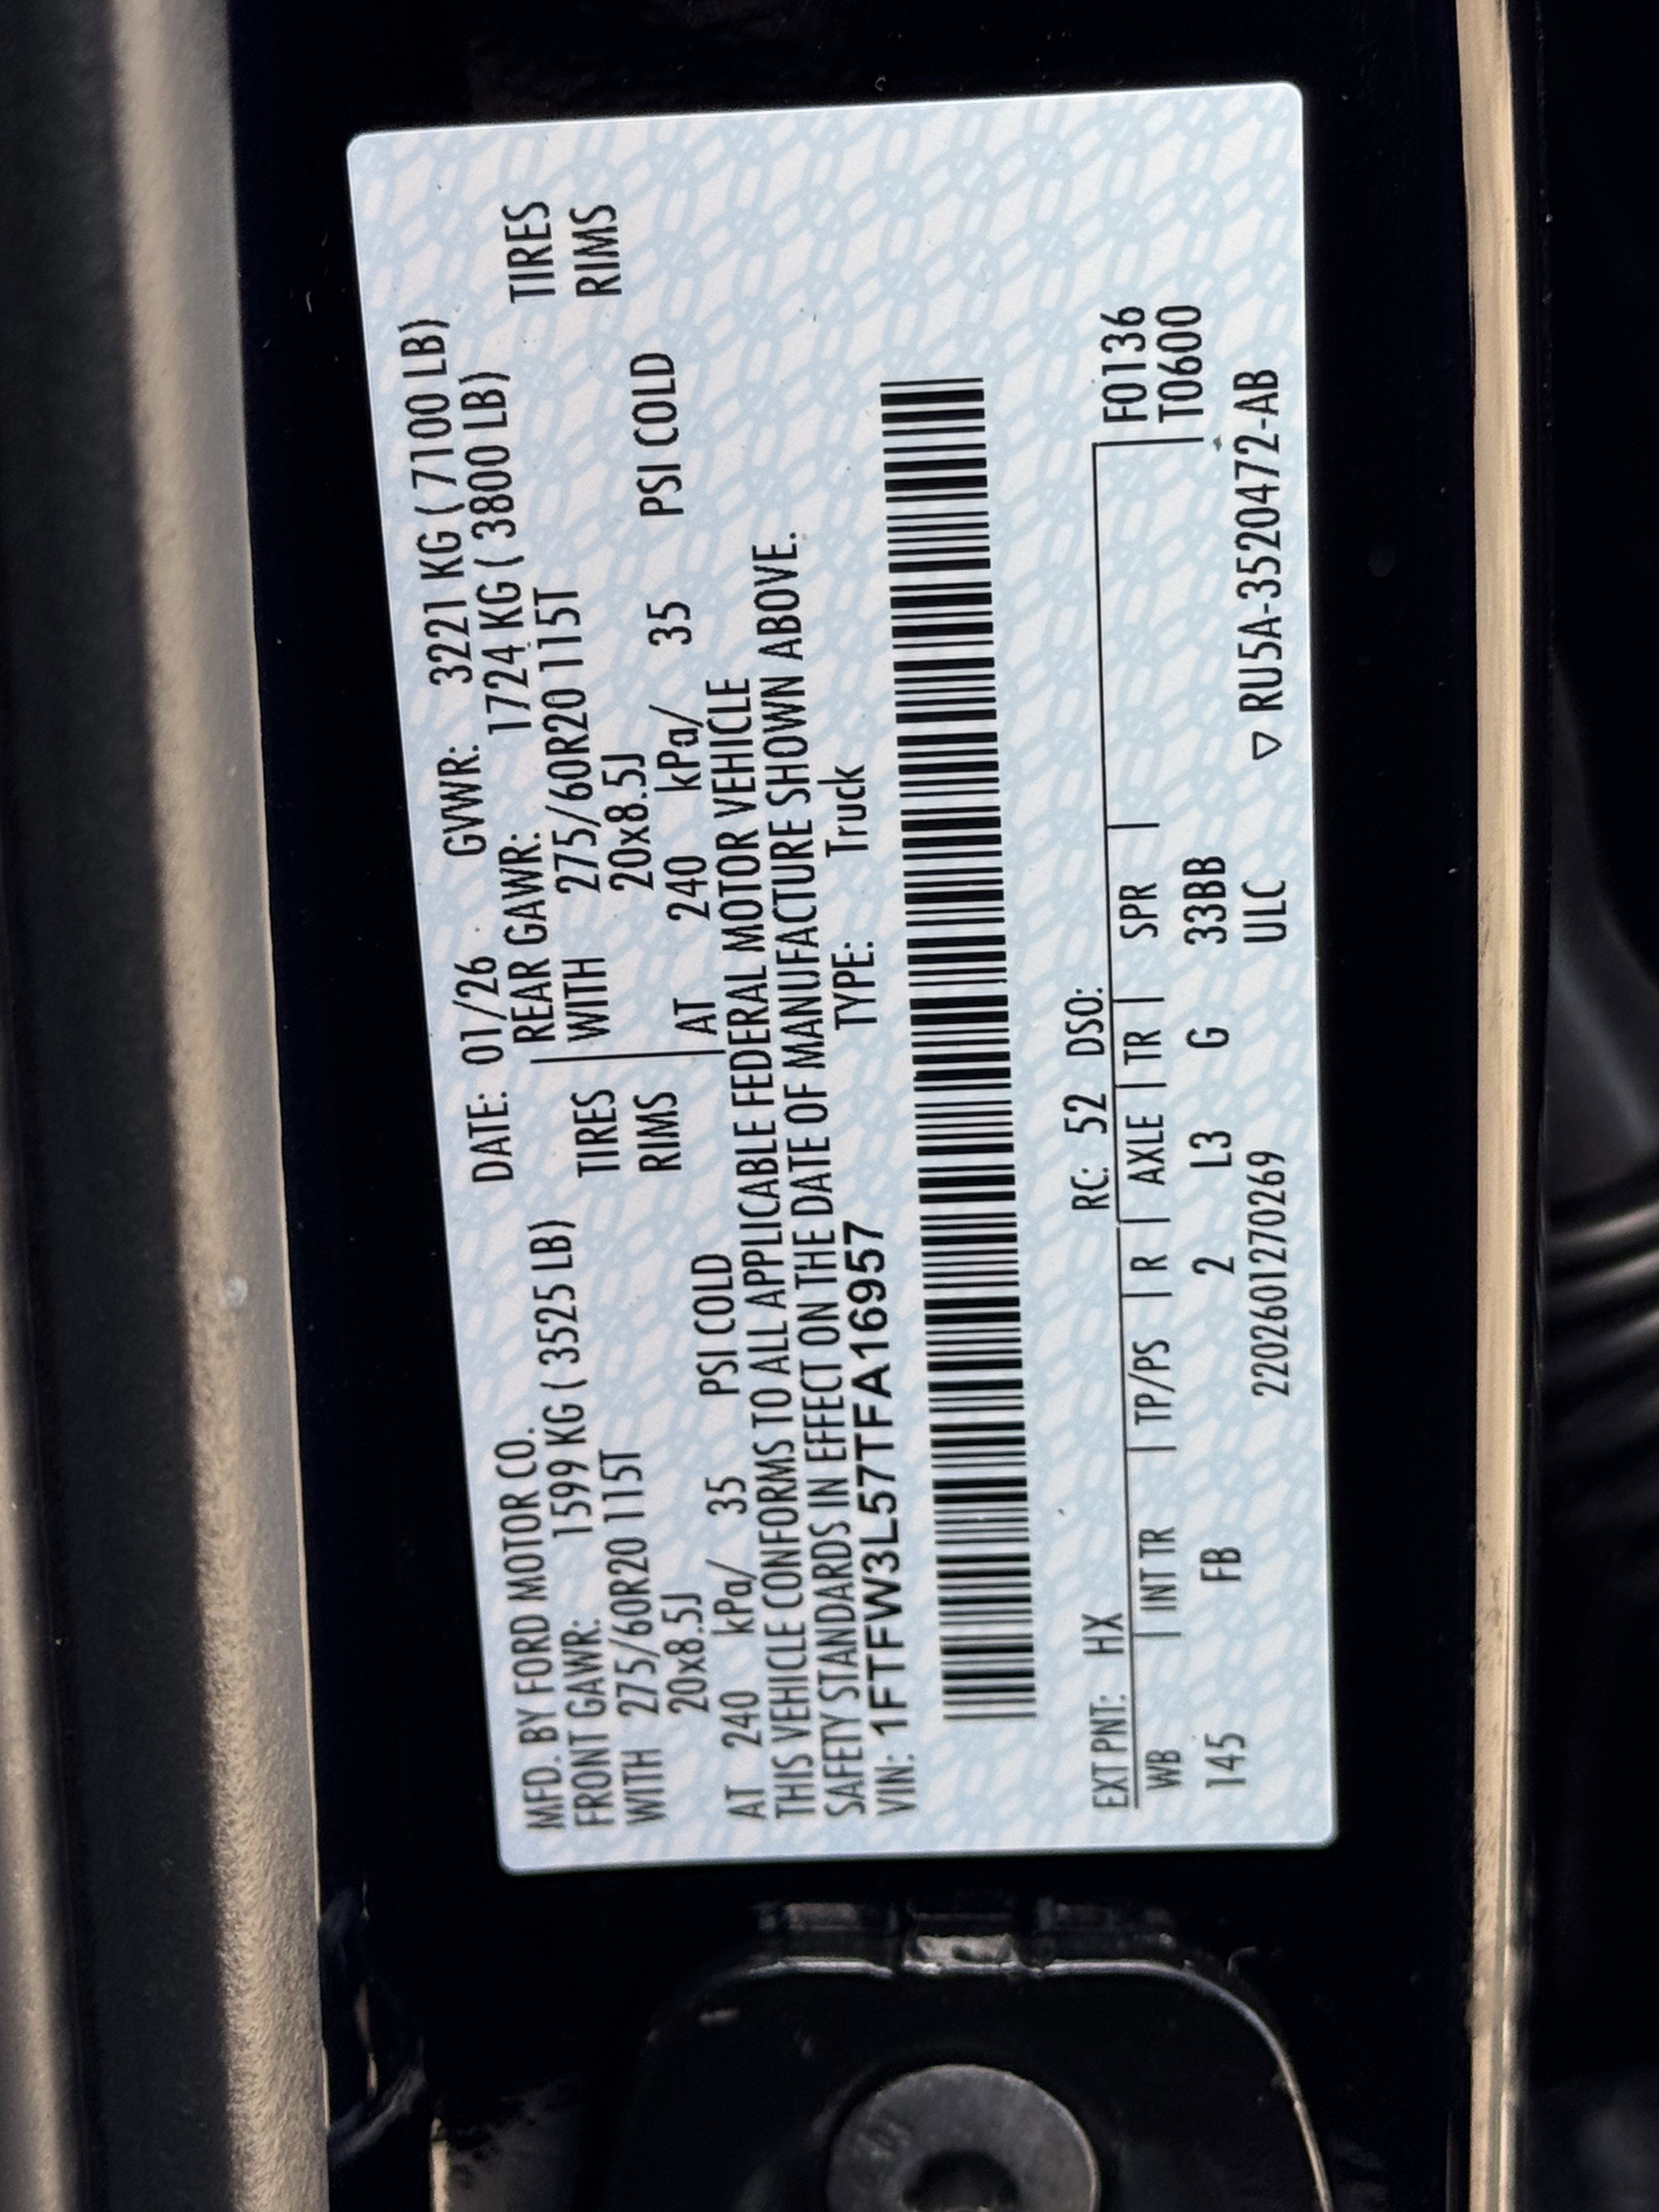 MFD. BY FORD MOTOR CO. DATE: 01/26 GVWR: 3221 KG ( 7100 LB)
FRONT GAWR: 1599 KG ( 3525 LB) REAR GAWR: 1724 KG ( 3800 LB)
WITH 275/60R20 115T TIRES WITH 275/60R20 115T TIRES
20x8.5J RIMS 20x8.5J RIMS
AT 240 kPa/ 35 PSI COLD AT 240 kPa/ 35 PSI COLD
THIS VEHICLE CONFORMS TO ALL APPLICABLE FEDERAL MOTOR VEHICLE
SAFETY STANDARDS IN EFFECT ON THE DATE OF MANUFACTURE SHOWN ABOVE.
VIN: 1FTFW3L57TFA16957 TYPE: Truck
EXT PNT: HX RC: 52 DSO:
WB INT TR TP/PS R AXLE TR SPR F0136
145 FB 2 L3 G 33BB T0600
2202601270269 ULC ▽ RU5A-3520472-AB